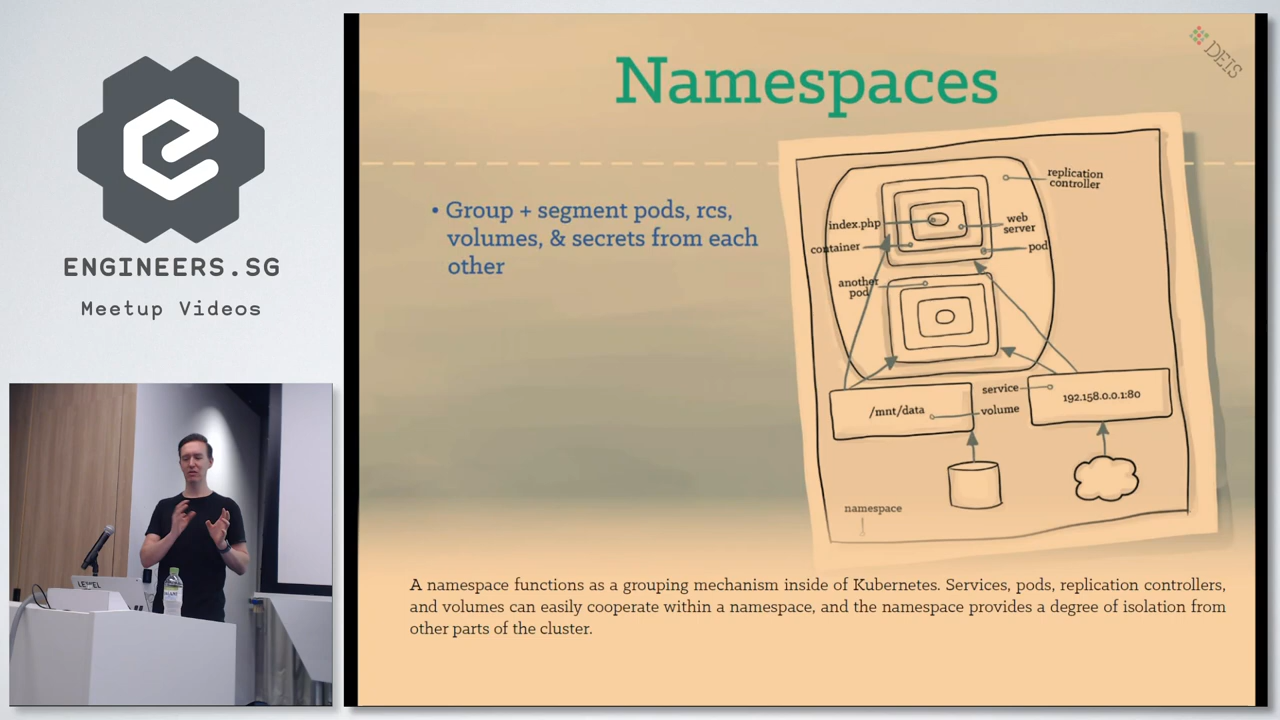 ENGINEERS.SG
Meetup Videos
LEVEL
DEIS
Namespaces
• Group + segment pods, rcs,
volumes, & secrets from each
other
replication
controller
index.php
web
server
container
pod
another
pod
/mnt/data
service
volume
192.158.0.0.1:80
namespace
A namespace functions as a grouping mechanism inside of Kubernetes. Services, pods, replication controllers,
and volumes can easily cooperate within a namespace, and the namespace provides a degree of isolation from
other parts of the cluster.